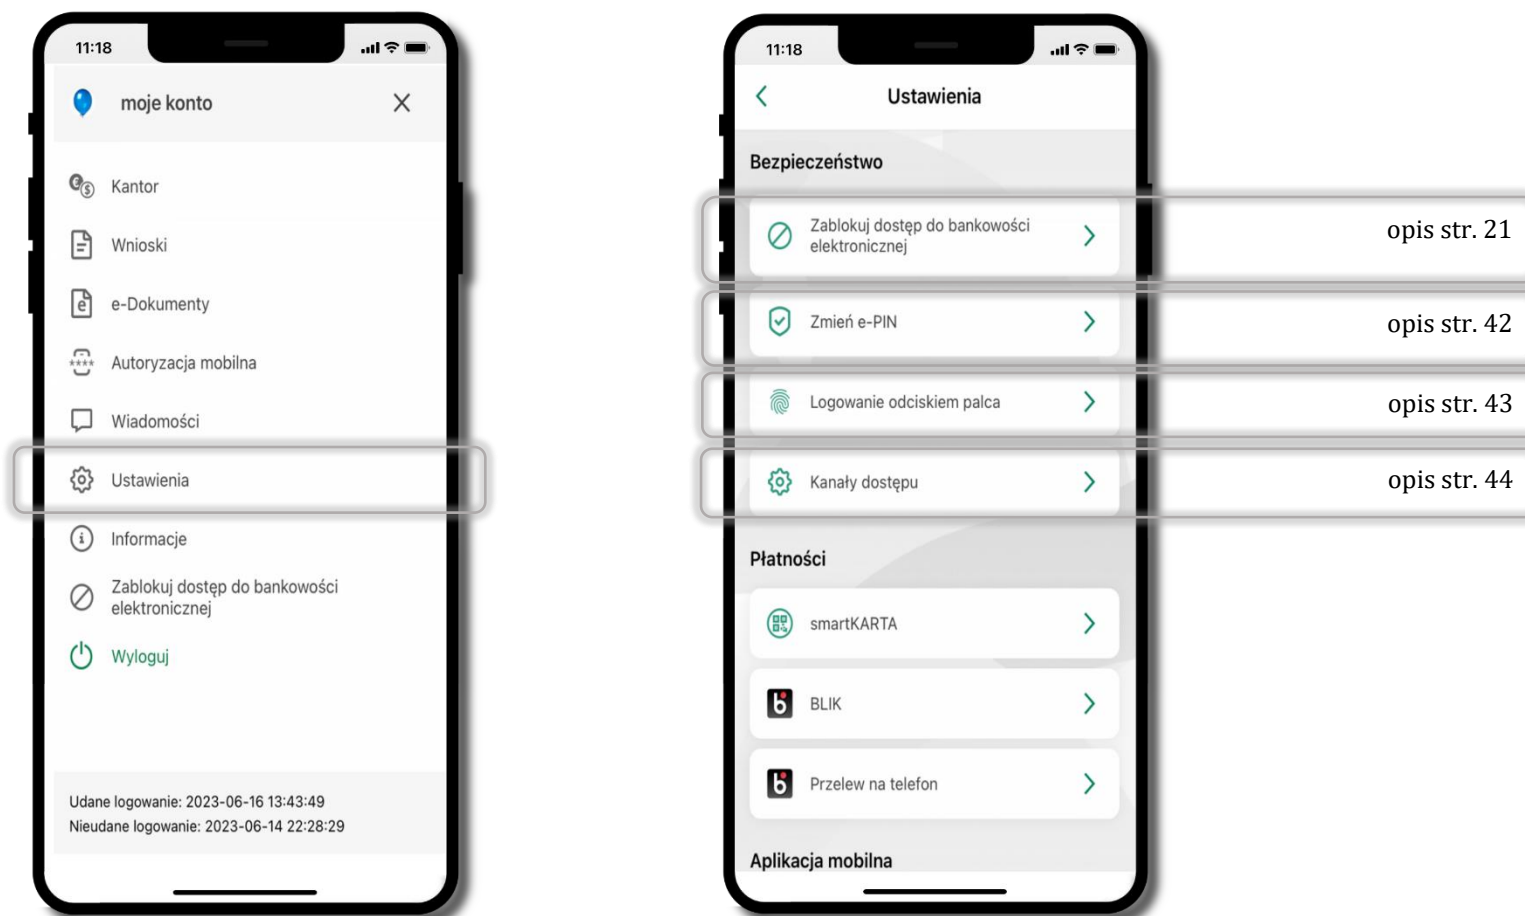 11:18
moje konto
Kantor
Wnioski
e-Dokumenty
Autoryzacja mobilna
Wiadomości
Ustawienia
Informacje
Zablokuj dostęp do bankowości
elektronicznej
Wyloguj
Udane logowanie: 2023-06-16 13:43:49
Nieudane logowanie: 2023-06-14 22:28:29
11:18
Ustawienia
Bezpieczeństwo
Zablokuj dostęp do bankowości
elektronicznej
opis str. 21
Zmień e-PIN
opis str. 42
Logowanie odciskiem palca
opis str. 43
Kanały dostępu
opis str. 44
Płatności
smartKARTA
BLIK
Przelew na telefon
Aplikacja mobilna